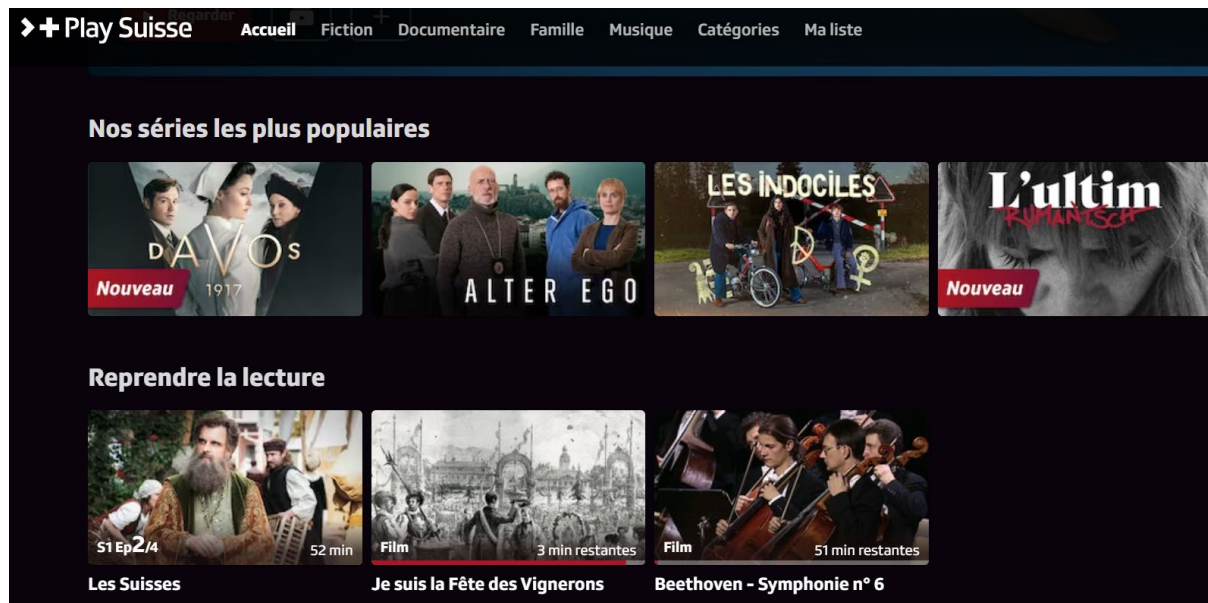 Regarder
Play Suisse Accueil Fiction Documentaire Famille Musique Catégories Ma liste
Nos séries les plus populaires
DAVOS
1917
Nouveau
ALTER EGO
LES INDOCILES
L'ultim
RUMANTSCH
Nouveau
Reprendre la lecture
S1 Ep2/4
52 min
Les Suisses
Film
3 min restantes
Je suis la Fête des Vignerons
Film
51 min restantes
Beethoven - Symphonie n° 6